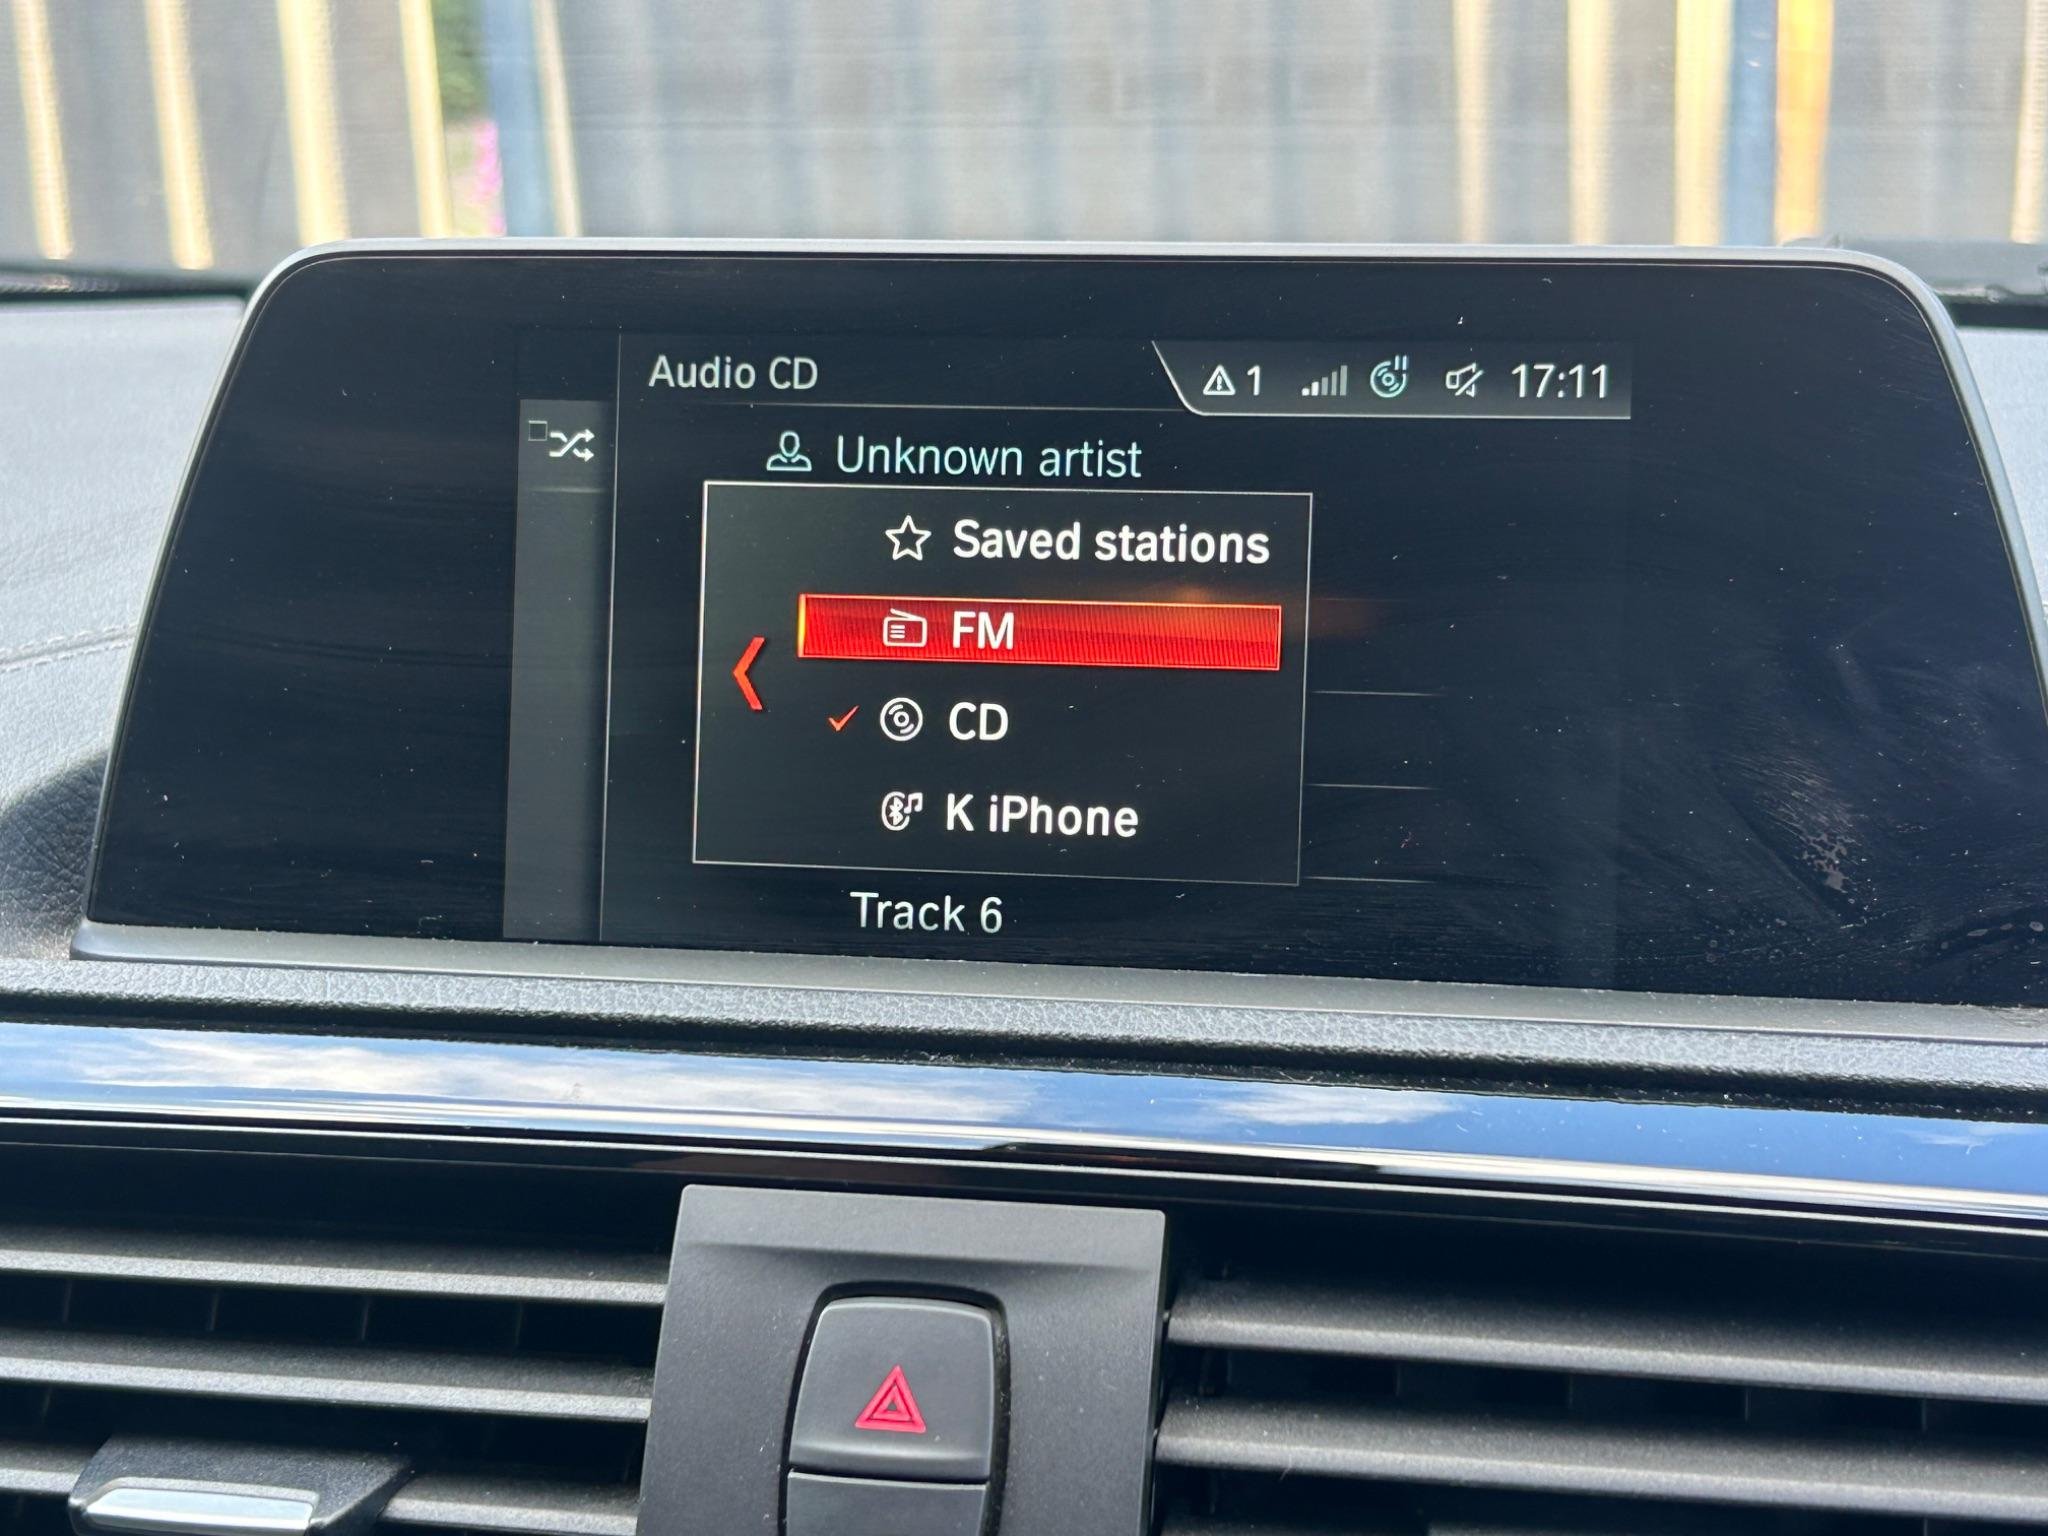 Audio CD
1
17:11
Unknown artist
Saved stations
FM
CD
K iPhone
Track 6